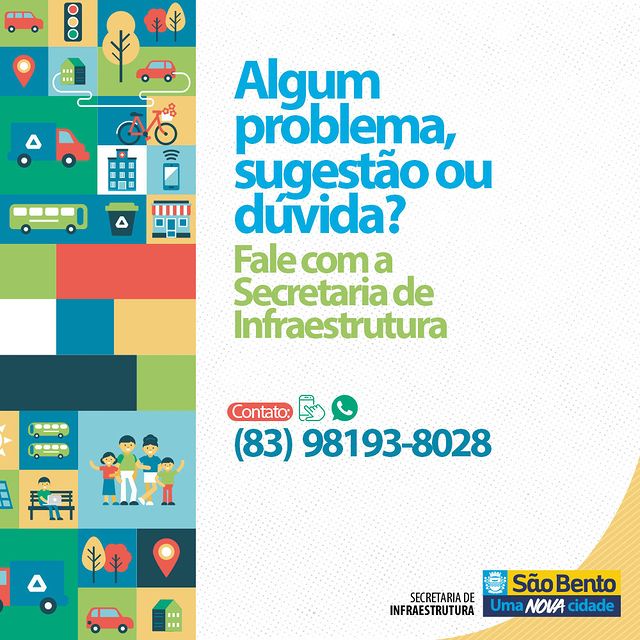 Algum
problema,
sugestão ou
dúvida?
Fale com a
Secretaria de
Infraestrutura
Contato:
(83) 98193-8028
SECRETARIA DE
INFRAESTRUTURA
São Bento
Uma NOVA cidade